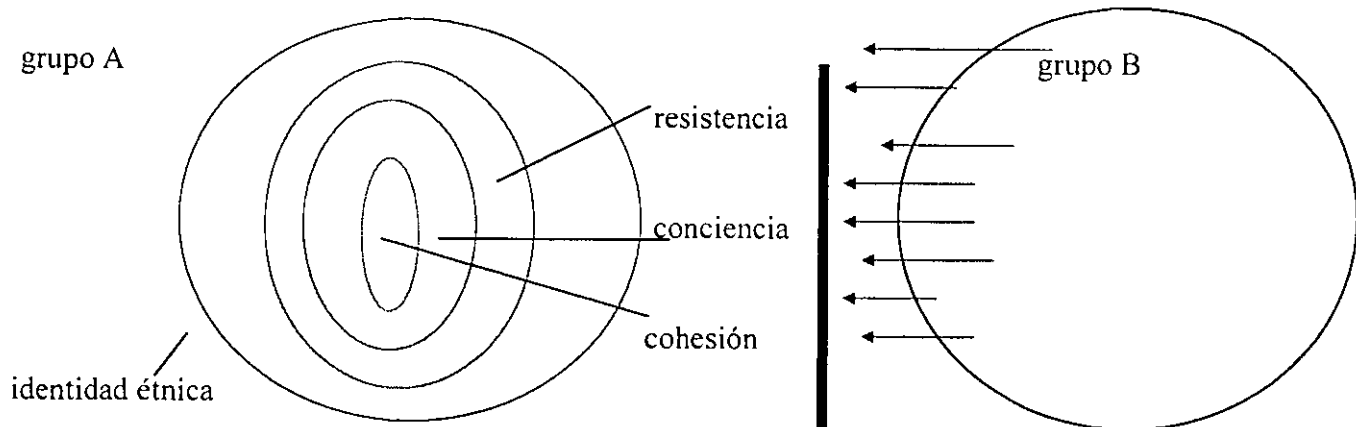 grupo A
grupo B
resistencia
conciencia
cohesión
identidad étnica